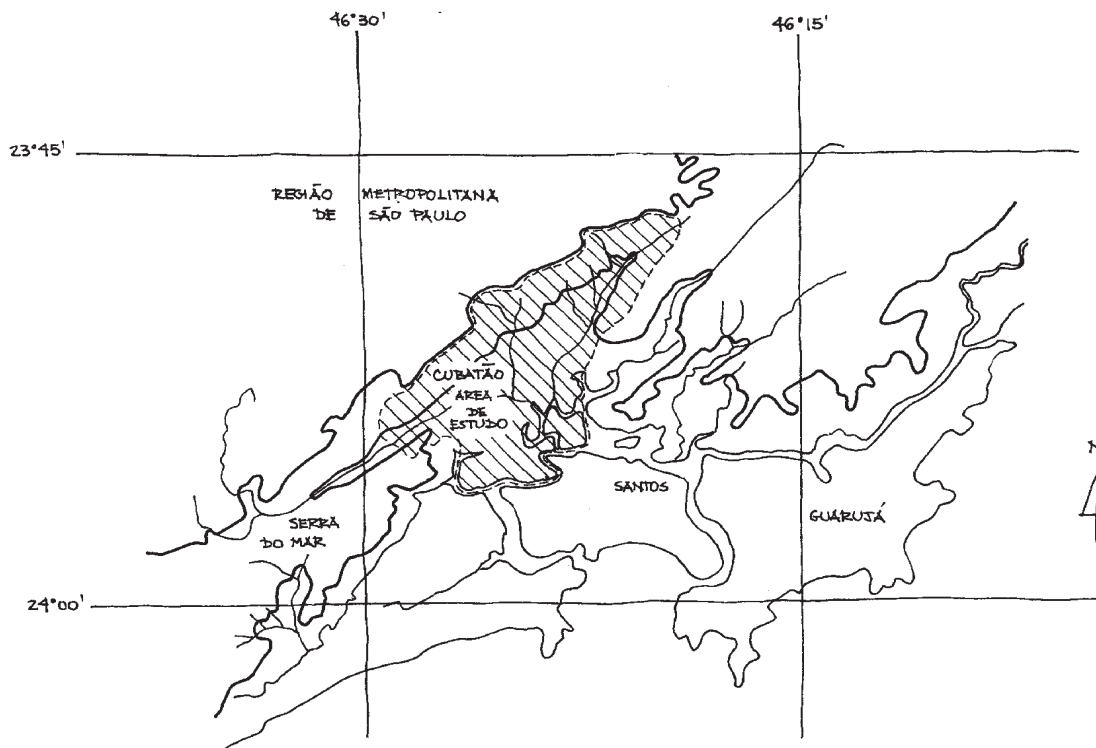 46°30'
46°15'
23°45'
REGIÃO METROPOLITANA
DE SÃO PAULO
CUBATÃO
AREA
DE
ESTUDO
N
SANTOS
GUARUJÁ
SERRA
DO MAR
24°00'